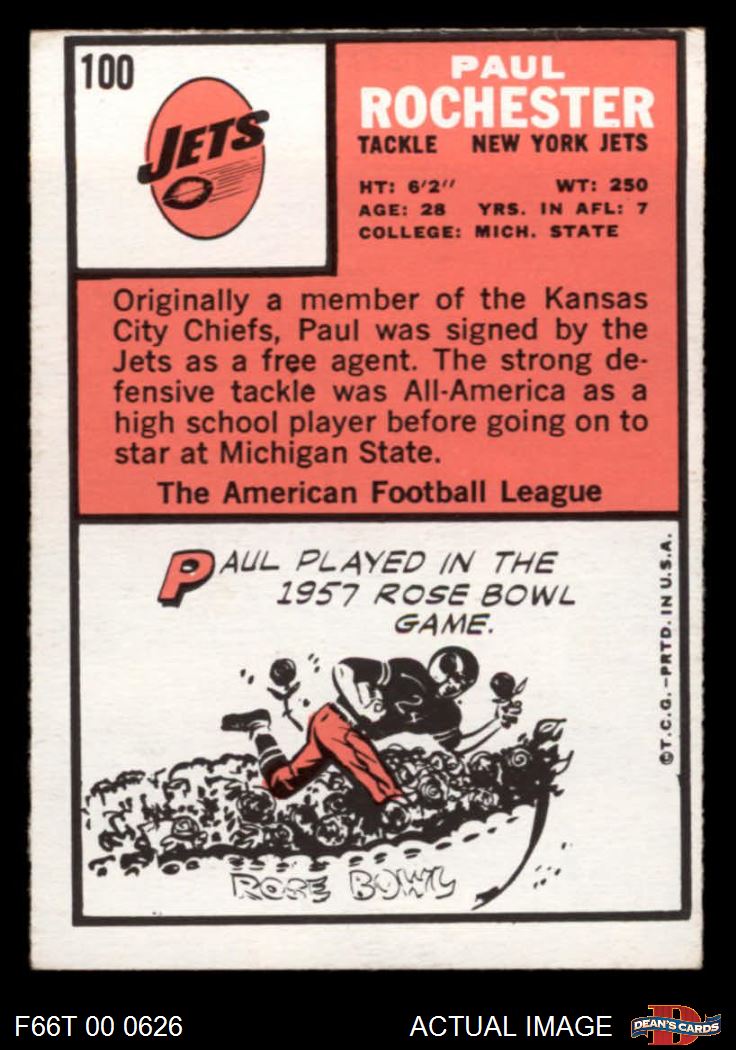 100
JETS
PAUL
ROCHESTER
TACKLE NEW YORK JETS
HT: 6'2'' WT: 250
AGE: 28 YRS. IN AFL: 7
COLLEGE: MICH. STATE
Originally a member of the Kansas
City Chiefs, Paul was signed by the
Jets as a free agent. The strong de-
fensive tackle was All-America as a
high school player before going on to
star at Michigan State.
The American Football League
PAUL PLAYED IN THE
1957 ROSE BOWL
GAME.
ROSE BOWL
©T.C.G.—PRTD. IN U.S.A.
F66T 00 0626
ACTUAL IMAGE
D
DEAN'S CARDS